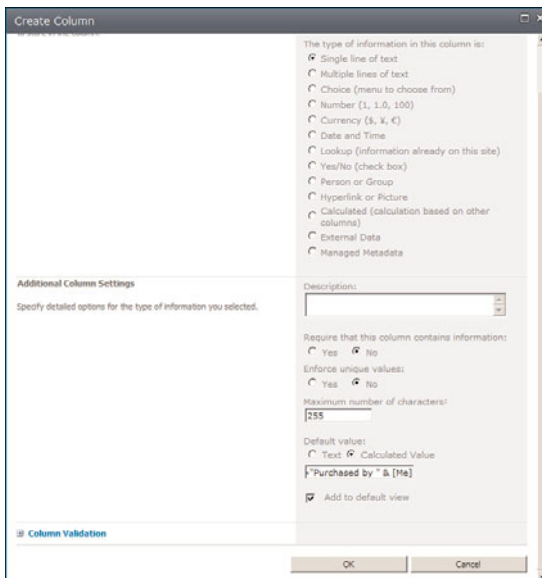 Create Column
to store in the column.
The type of information in this column is:
Single line of text
Multiple lines of text
Choice (menu to choose from)
Number (1, 1.0, 100)
Currency ($, ¥, €)
Date and Time
Lookup (information already on this site)
Yes/No (check box)
Person or Group
Hyperlink or Picture
Calculated (calculation based on other
columns)
External Data
Managed Metadata
Additional Column Settings
Specify detailed options for the type of information you selected.
Description:
Require that this column contains information:
Yes No
Enforce unique values:
Yes No
Maximum number of characters:
255
Default value:
Text Calculated Value
="Purchased by " & [Me]
Add to default view
Column Validation
OK Cancel